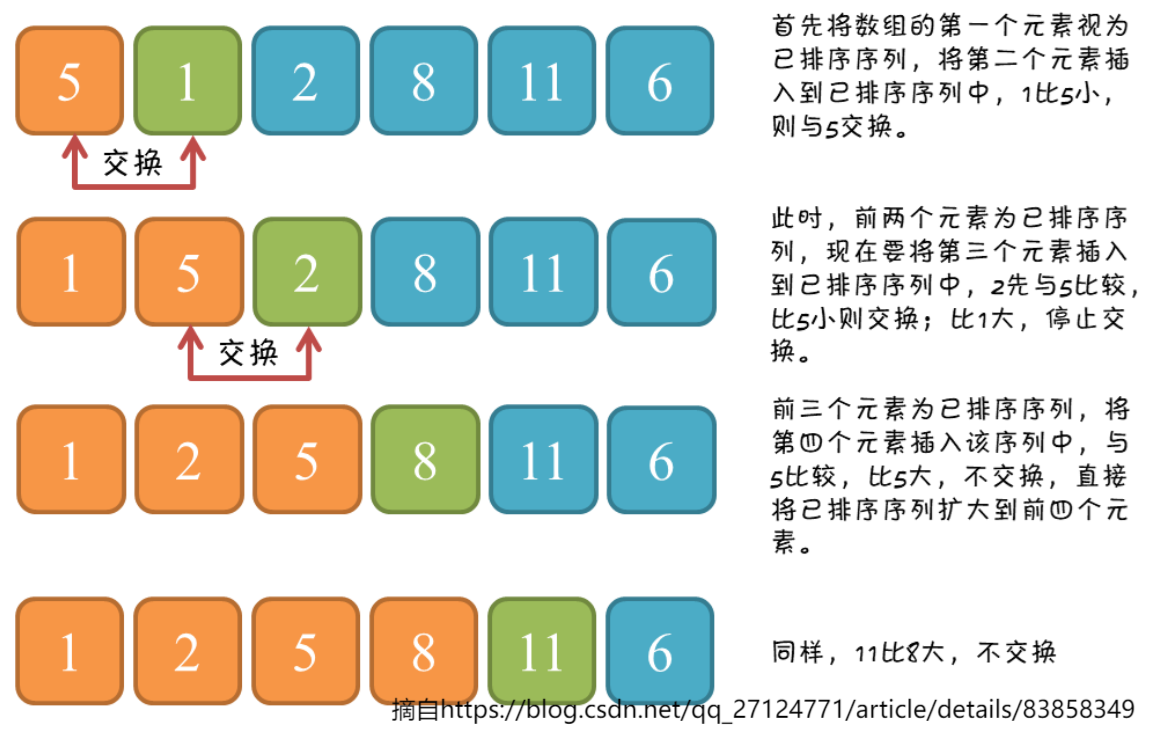 5 1 2 8 11 6
首先将数组的第一个元素视为
已排序序列，将第二个元素插
入到已排序序列中，1比5小，
则与5交换。
交换
1 5 2 8 11 6
此时，前两个元素为已排序序
列，现在要将第三个元素插入
到已排序序列中，2先与5比较，
比5小则交换；比1大，停止交
换。
交换
1 2 5 8 11 6
前三个元素为已排序序列，将
第四个元素插入该序列中，与
5比较，比5大，不交换，直接
将已排序序列扩大到前四个元
素。
1 2 5 8 11 6
同样，11比8大，不交换
摘自https://blog.csdn.net/qq_27124771/article/details/83858349